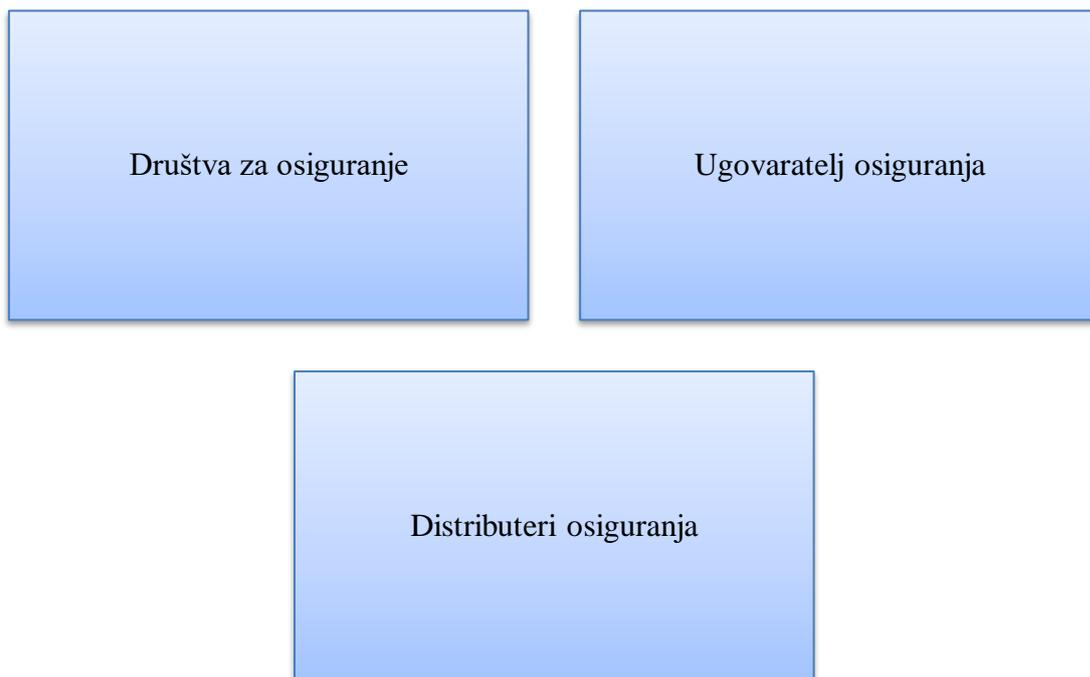 Društva za osiguranje
Ugovaratelj osiguranja
Distributeri osiguranja